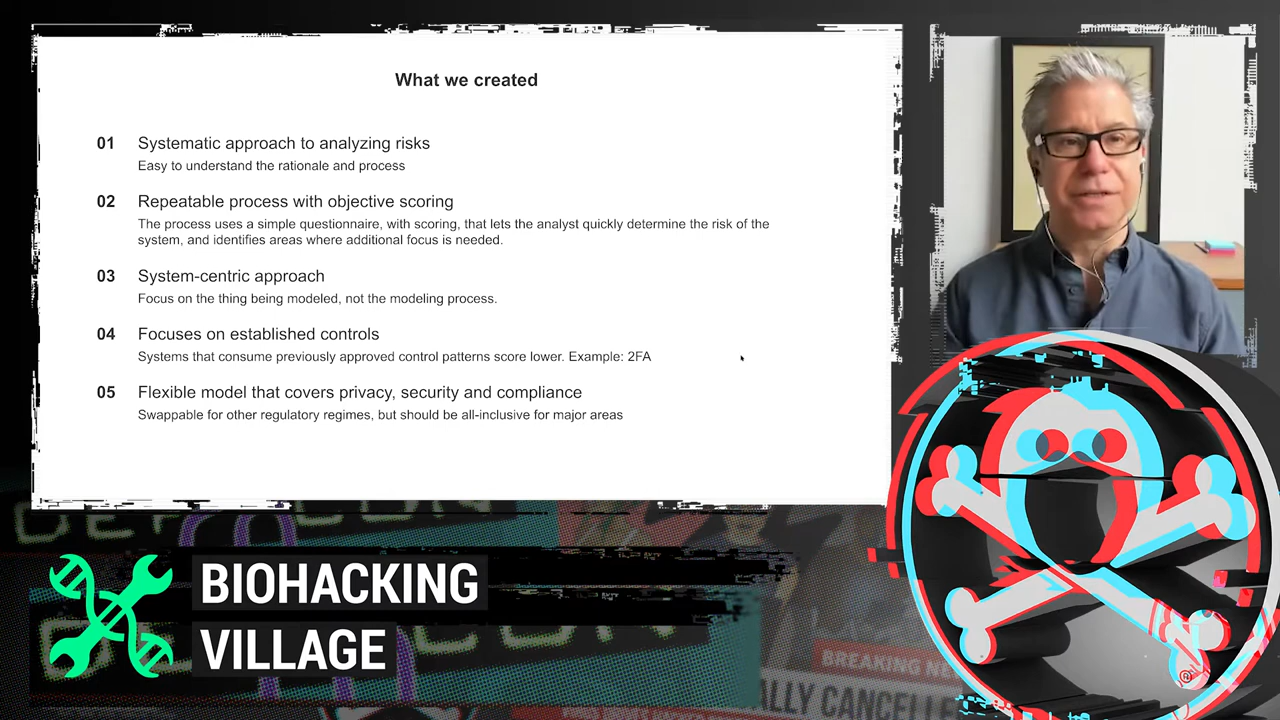 What we created
01 Systematic approach to analyzing risks
Easy to understand the rationale and process
02 Repeatable process with objective scoring
The process uses a simple questionnaire, with scoring, that lets the analyst quickly determine the risk of the
system, and identifies areas where additional focus is needed.
03 System-centric approach
Focus on the thing being modeled, not the modeling process.
04 Focuses on established controls
Systems that consume previously approved control patterns score lower. Example: 2FA
05 Flexible model that covers privacy, security and compliance
Swappable for other regulatory regimes, but should be all-inclusive for major areas
DEF CON
BIOHACKING
VILLAGE
BREAKING NE
ALLY CANCELLE
®